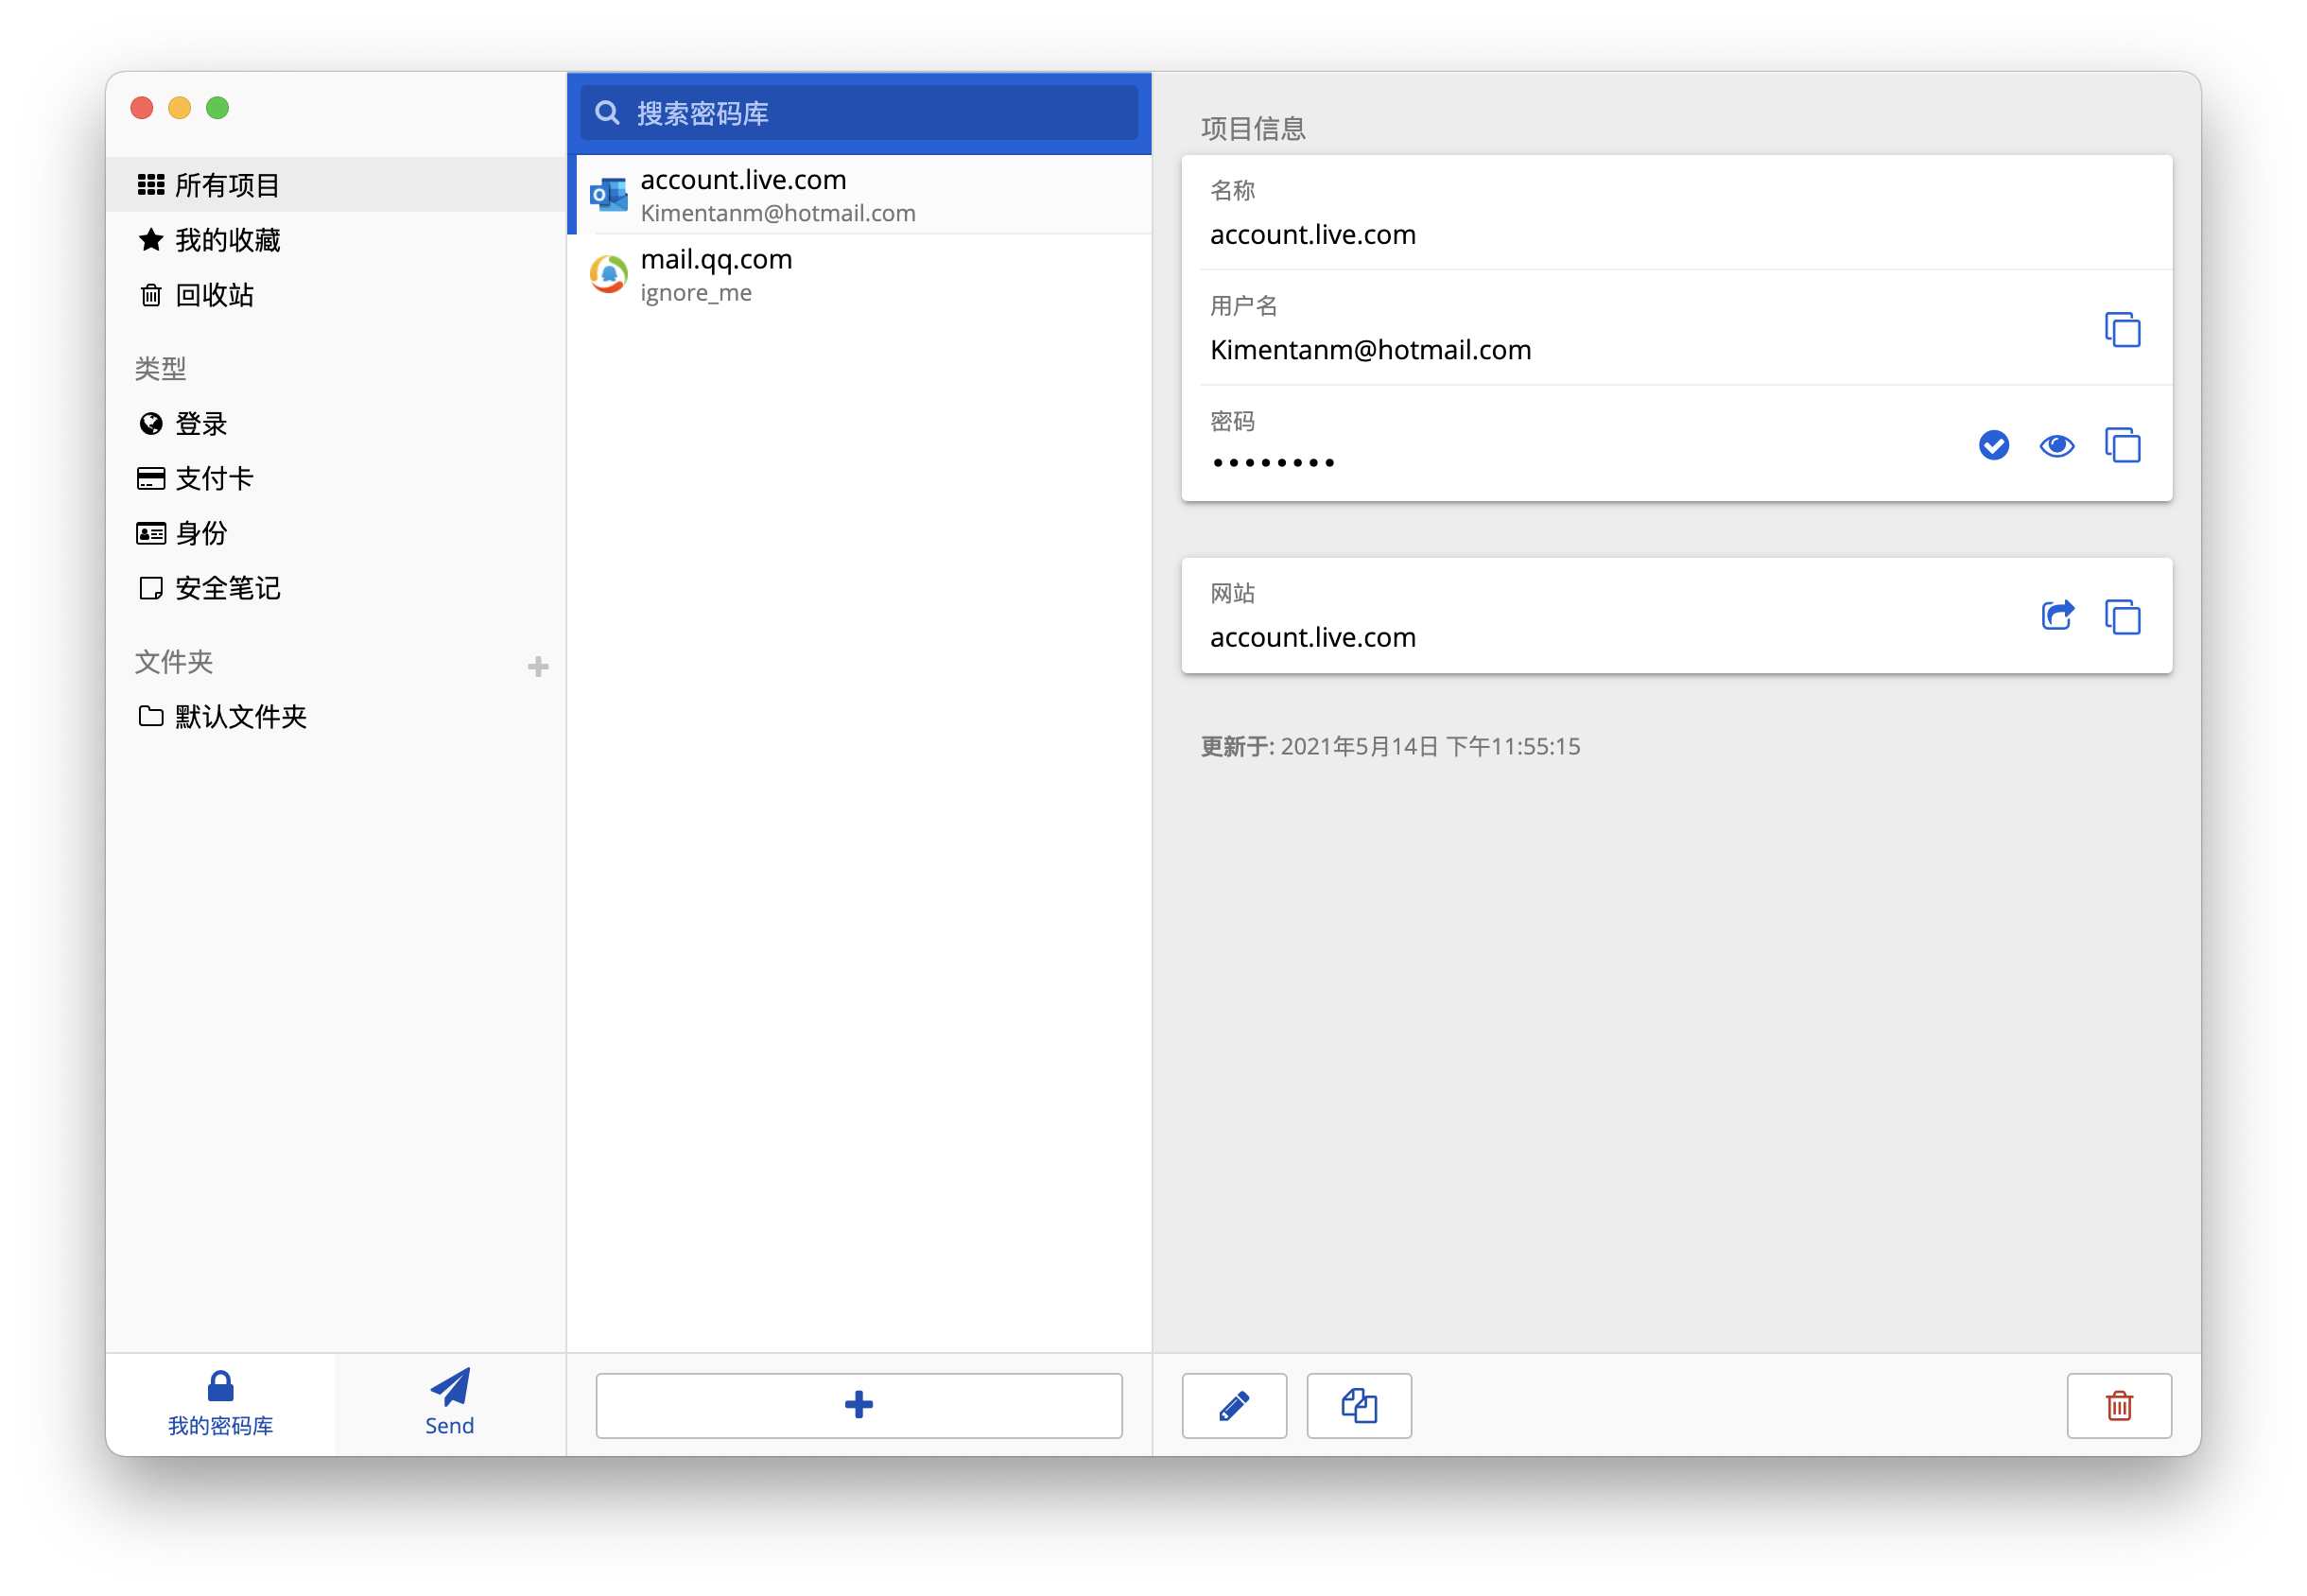 所有项目
我的收藏
回收站
类型
登录
支付卡
身份
安全笔记
文件夹
默认文件夹
我的密码库
Send
搜索密码库
account.live.com
Kimentanm@hotmail.com
mail.qq.com
ignore_me
项目信息
名称
account.live.com
用户名
Kimentanm@hotmail.com
密码
••••••••
网站
account.live.com
更新于: 2021年5月14日 下午11:55:15